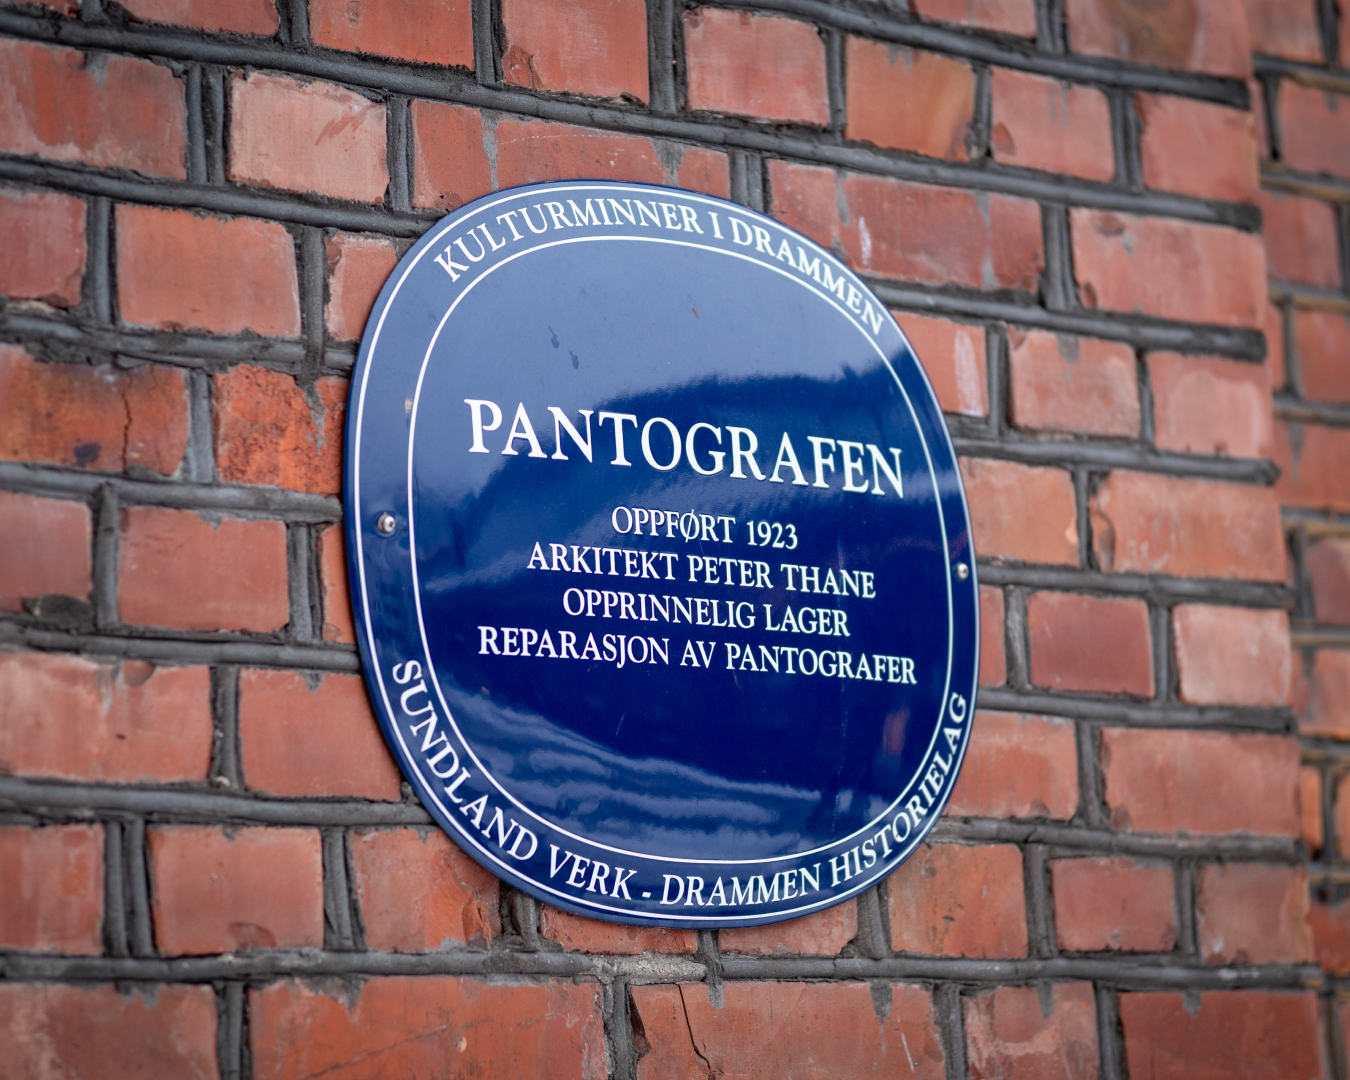 KULTURMINNER I DRAMMEN
PANTOGRAFEN
OPPFØRT 1923
ARKITEKT PETER THANE
OPPRINNELIG LAGER
REPARASJON AV PANTOGRAFER
SUNDLAND VERK - DRAMMEN HISTORIELAG